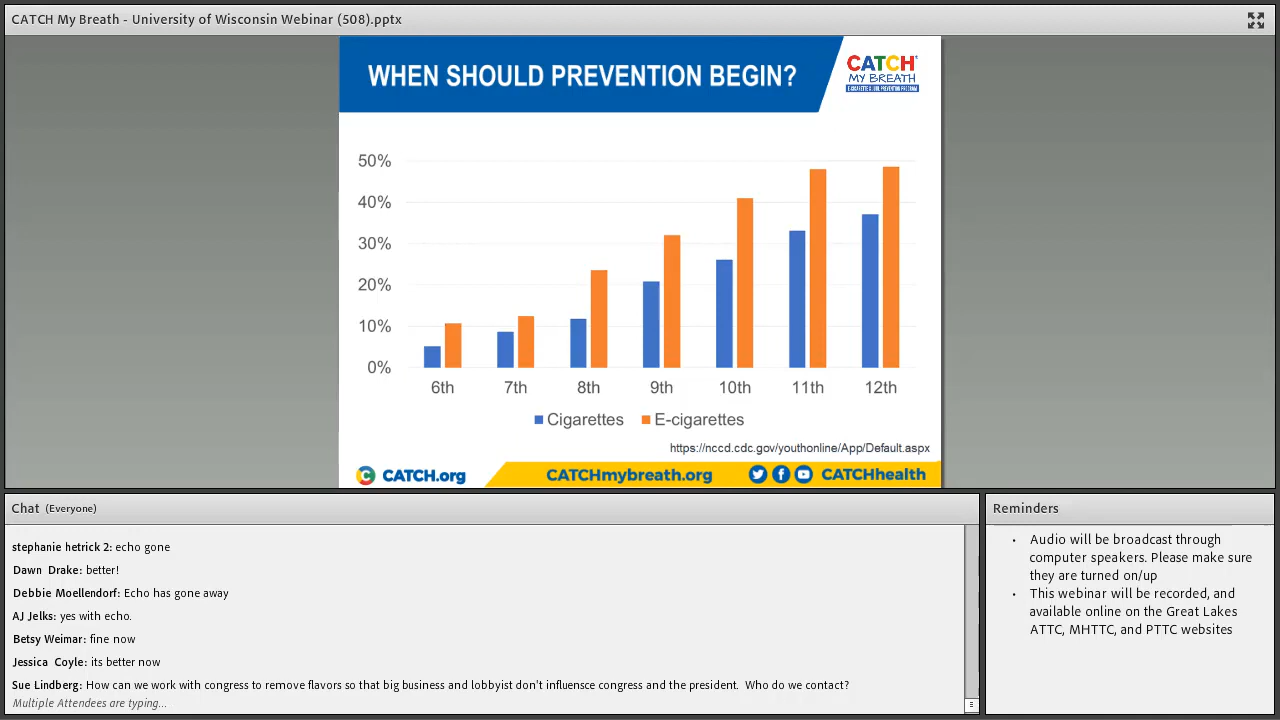 CATCH My Breath - University of Wisconsin Webinar (508).pptx
WHEN SHOULD PREVENTION BEGIN?
CATCH®
MY BREATH
E-CIGARETTE & JUUL PREVENTION PROGRAM
50%
40%
30%
20%
10%
0%
6th 7th 8th 9th 10th 11th 12th
Cigarettes E-cigarettes
https://nccd.cdc.gov/youthonline/App/Default.aspx
CATCH.org CATCHmybreath.org CATCHhealth
Chat (Everyone)
stephanie hetrick 2: echo gone
Dawn Drake: better!
Debbie Moellendorf: Echo has gone away
AJ Jelks: yes with echo.
Betsy Weimar: fine now
Jessica Coyle: its better now
Sue Lindberg: How can we work with congress to remove flavors so that big business and lobbyist don't influensce congress and the president. Who do we contact?
Multiple Attendees are typing...
Reminders
• Audio will be broadcast through
computer speakers. Please make sure
they are turned on/up
• This webinar will be recorded, and
available online on the Great Lakes
ATTC, MHTTC, and PTTC websites